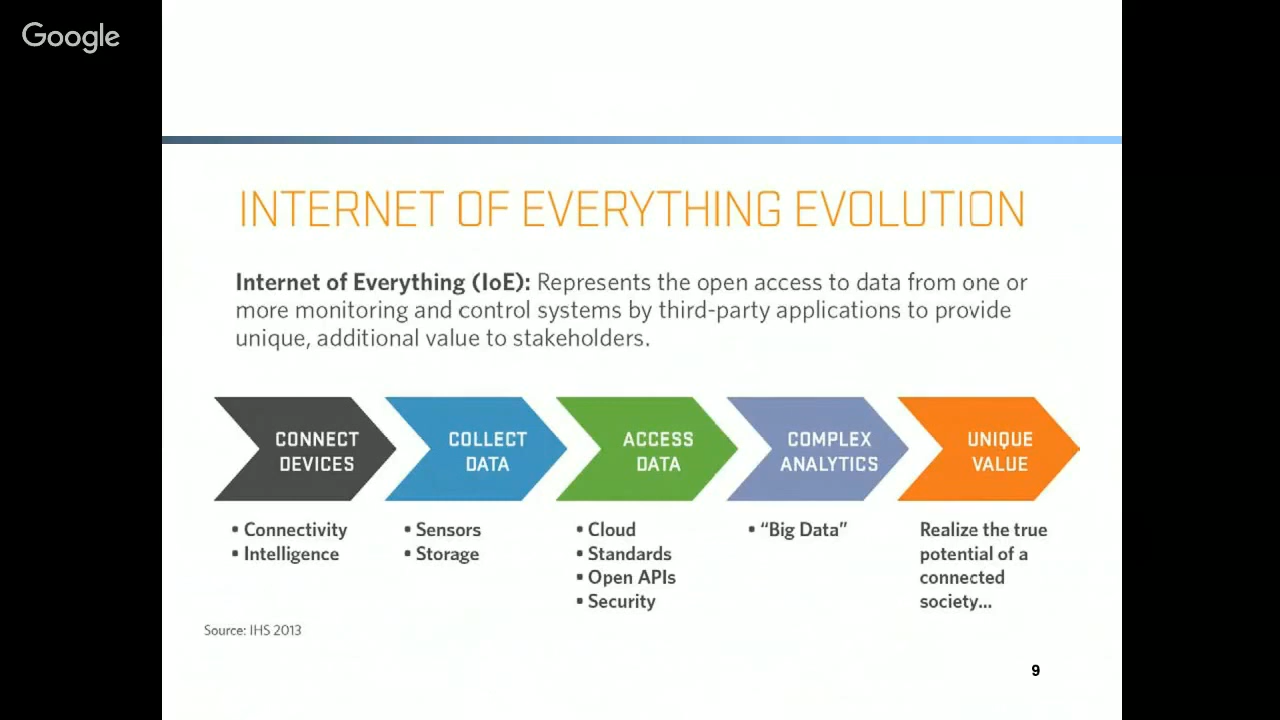 Google
INTERNET OF EVERYTHING EVOLUTION
Internet of Everything (IoE): Represents the open access to data from one or
more monitoring and control systems by third-party applications to provide
unique, additional value to stakeholders.
CONNECT
DEVICES
COLLECT
DATA
ACCESS
DATA
COMPLEX
ANALYTICS
UNIQUE
VALUE
▪ Connectivity
▪ Intelligence
▪ Sensors
▪ Storage
▪ Cloud
▪ Standards
▪ Open APIs
▪ Security
▪ “Big Data”
Realize the true
potential of a
connected
society...
Source: IHS 2013
9